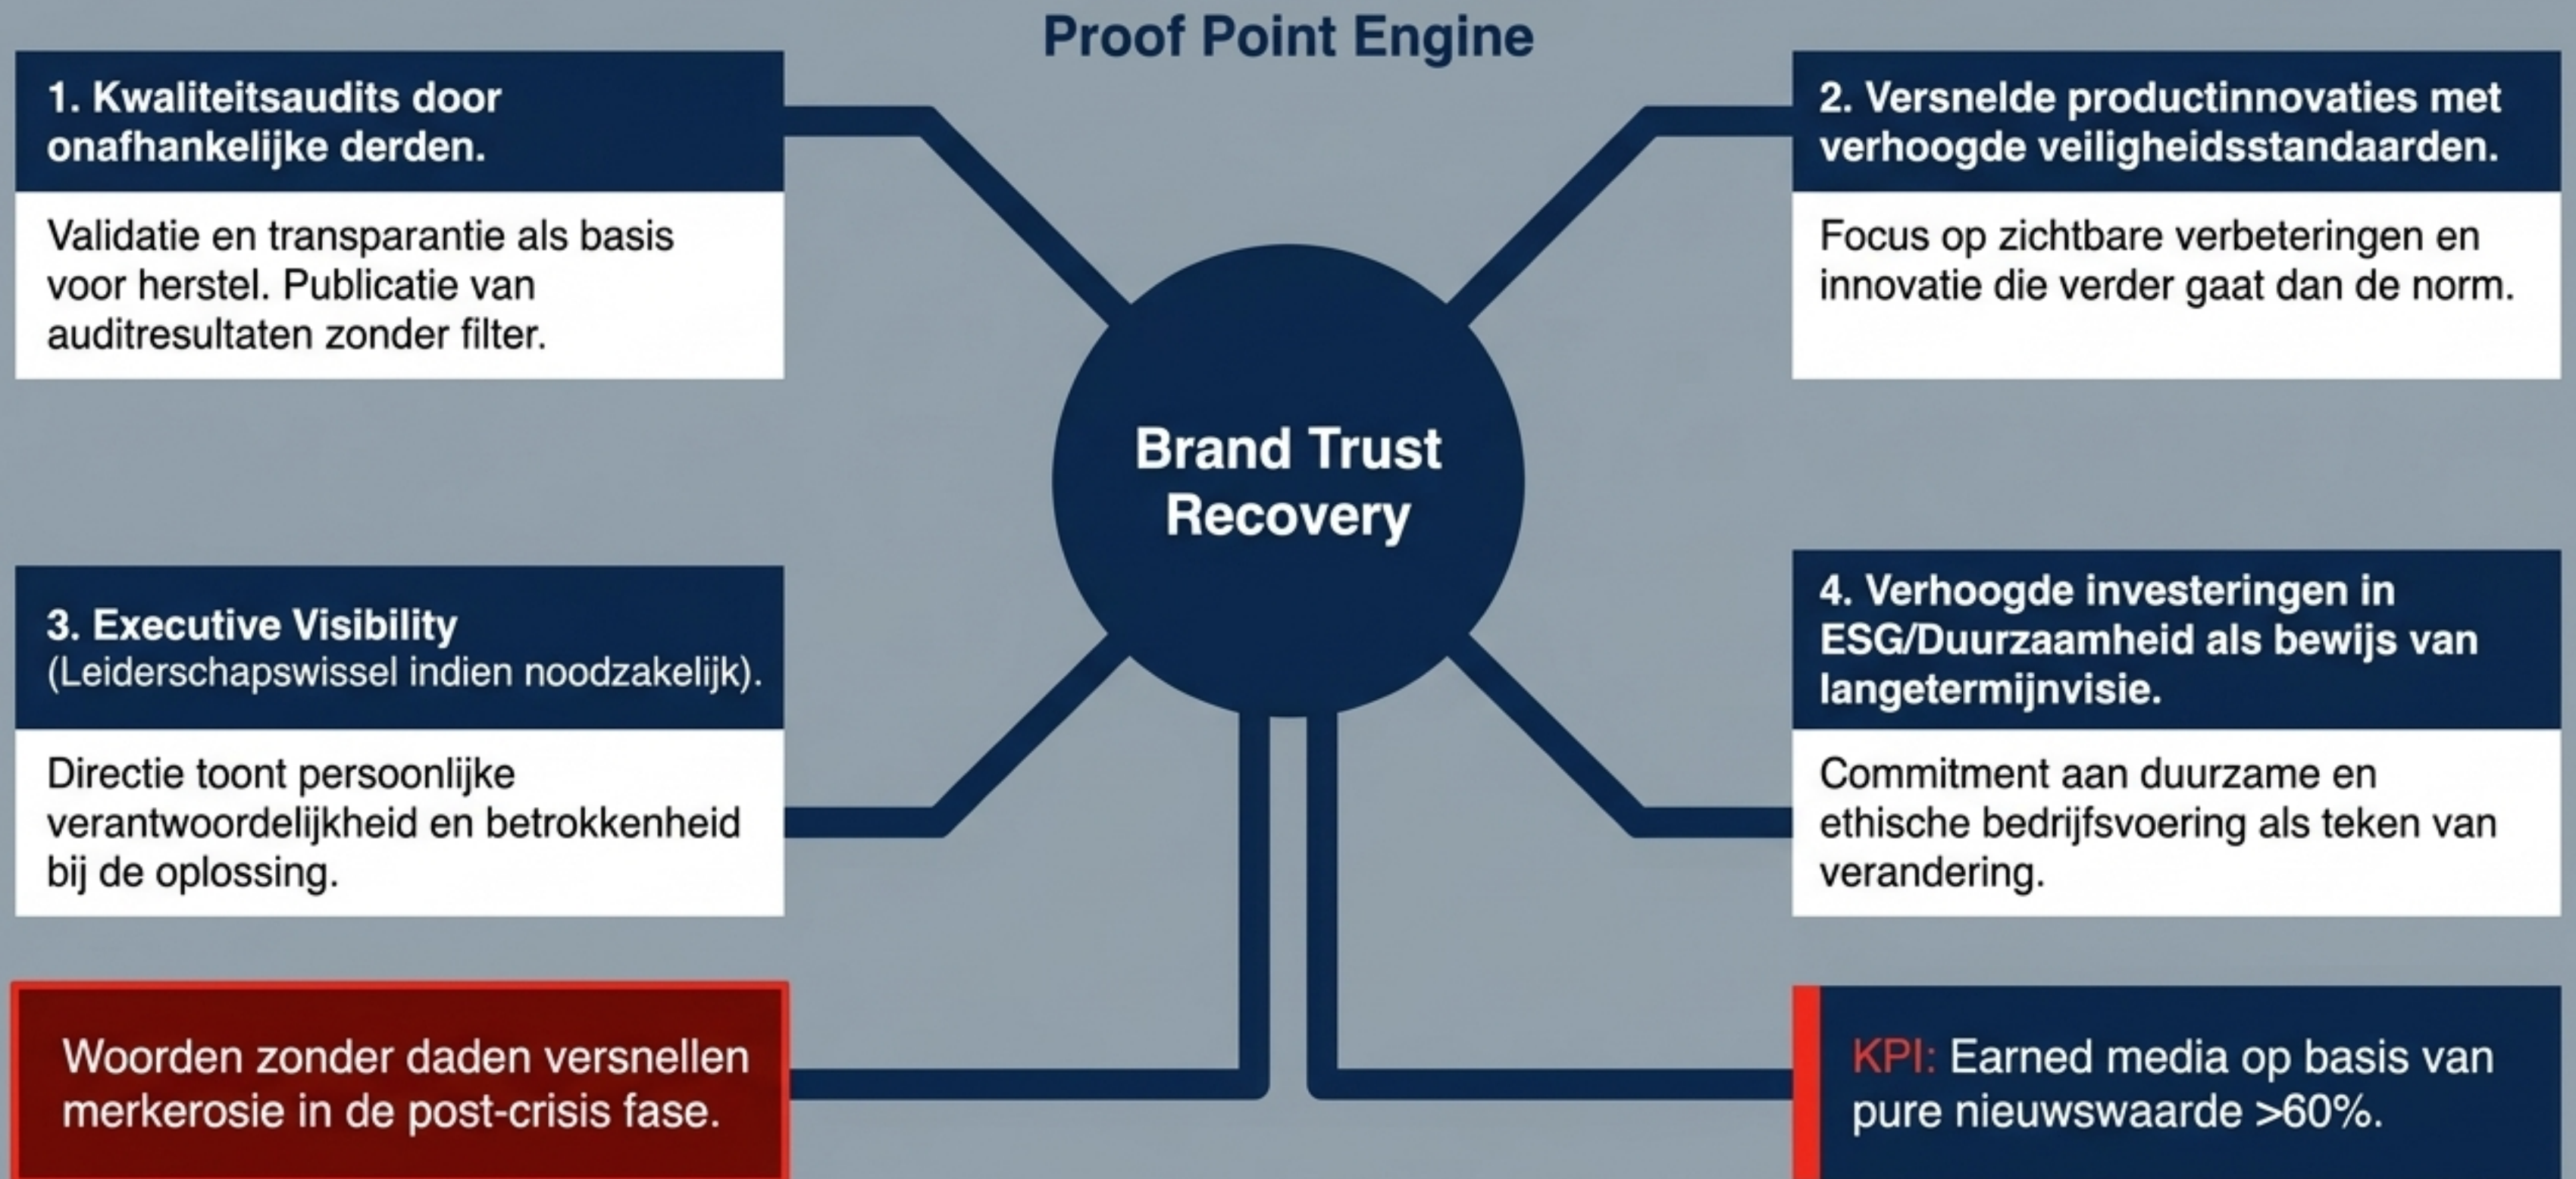 Proof Point Engine
1. Kwaliteitsaudits door
onafhankelijke derden.
Validatie en transparantie als basis
voor herstel. Publicatie van
auditresultaten zonder filter.
2. Versnelde productinnovaties met
verhoogde veiligheidsstandaarden.
Focus op zichtbare verbeteringen en
innovatie die verder gaat dan de norm.
Brand Trust
Recovery
3. Executive Visibility
(Leiderschapswissel indien noodzakelijk).
Directie toont persoonlijke
verantwoordelijkheid en betrokkenheid
bij de oplossing.
4. Verhoogde investeringen in
ESG/Duurzaamheid als bewijs van
langetermijnvisie.
Commitment aan duurzame en
ethische bedrijfsvoering als teken van
verandering.
Woorden zonder daden versnellen
merkerosie in de post-crisis fase.
KPI: Earned media op basis van
pure nieuwswaarde >60%.